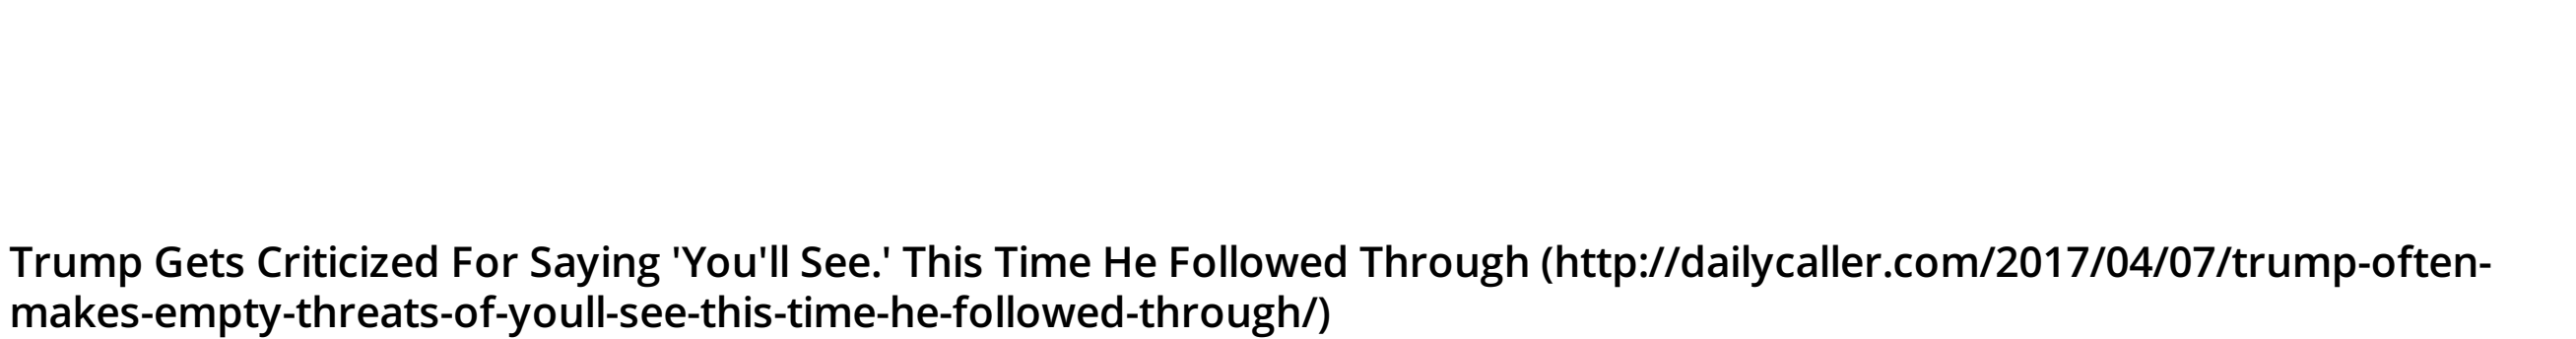 Trump Gets Criticized For Saying 'You'll See.' This Time He Followed Through (http://dailycaller.com/2017/04/07/trump-often-
makes-empty-threats-of-youll-see-this-time-he-followed-through/)